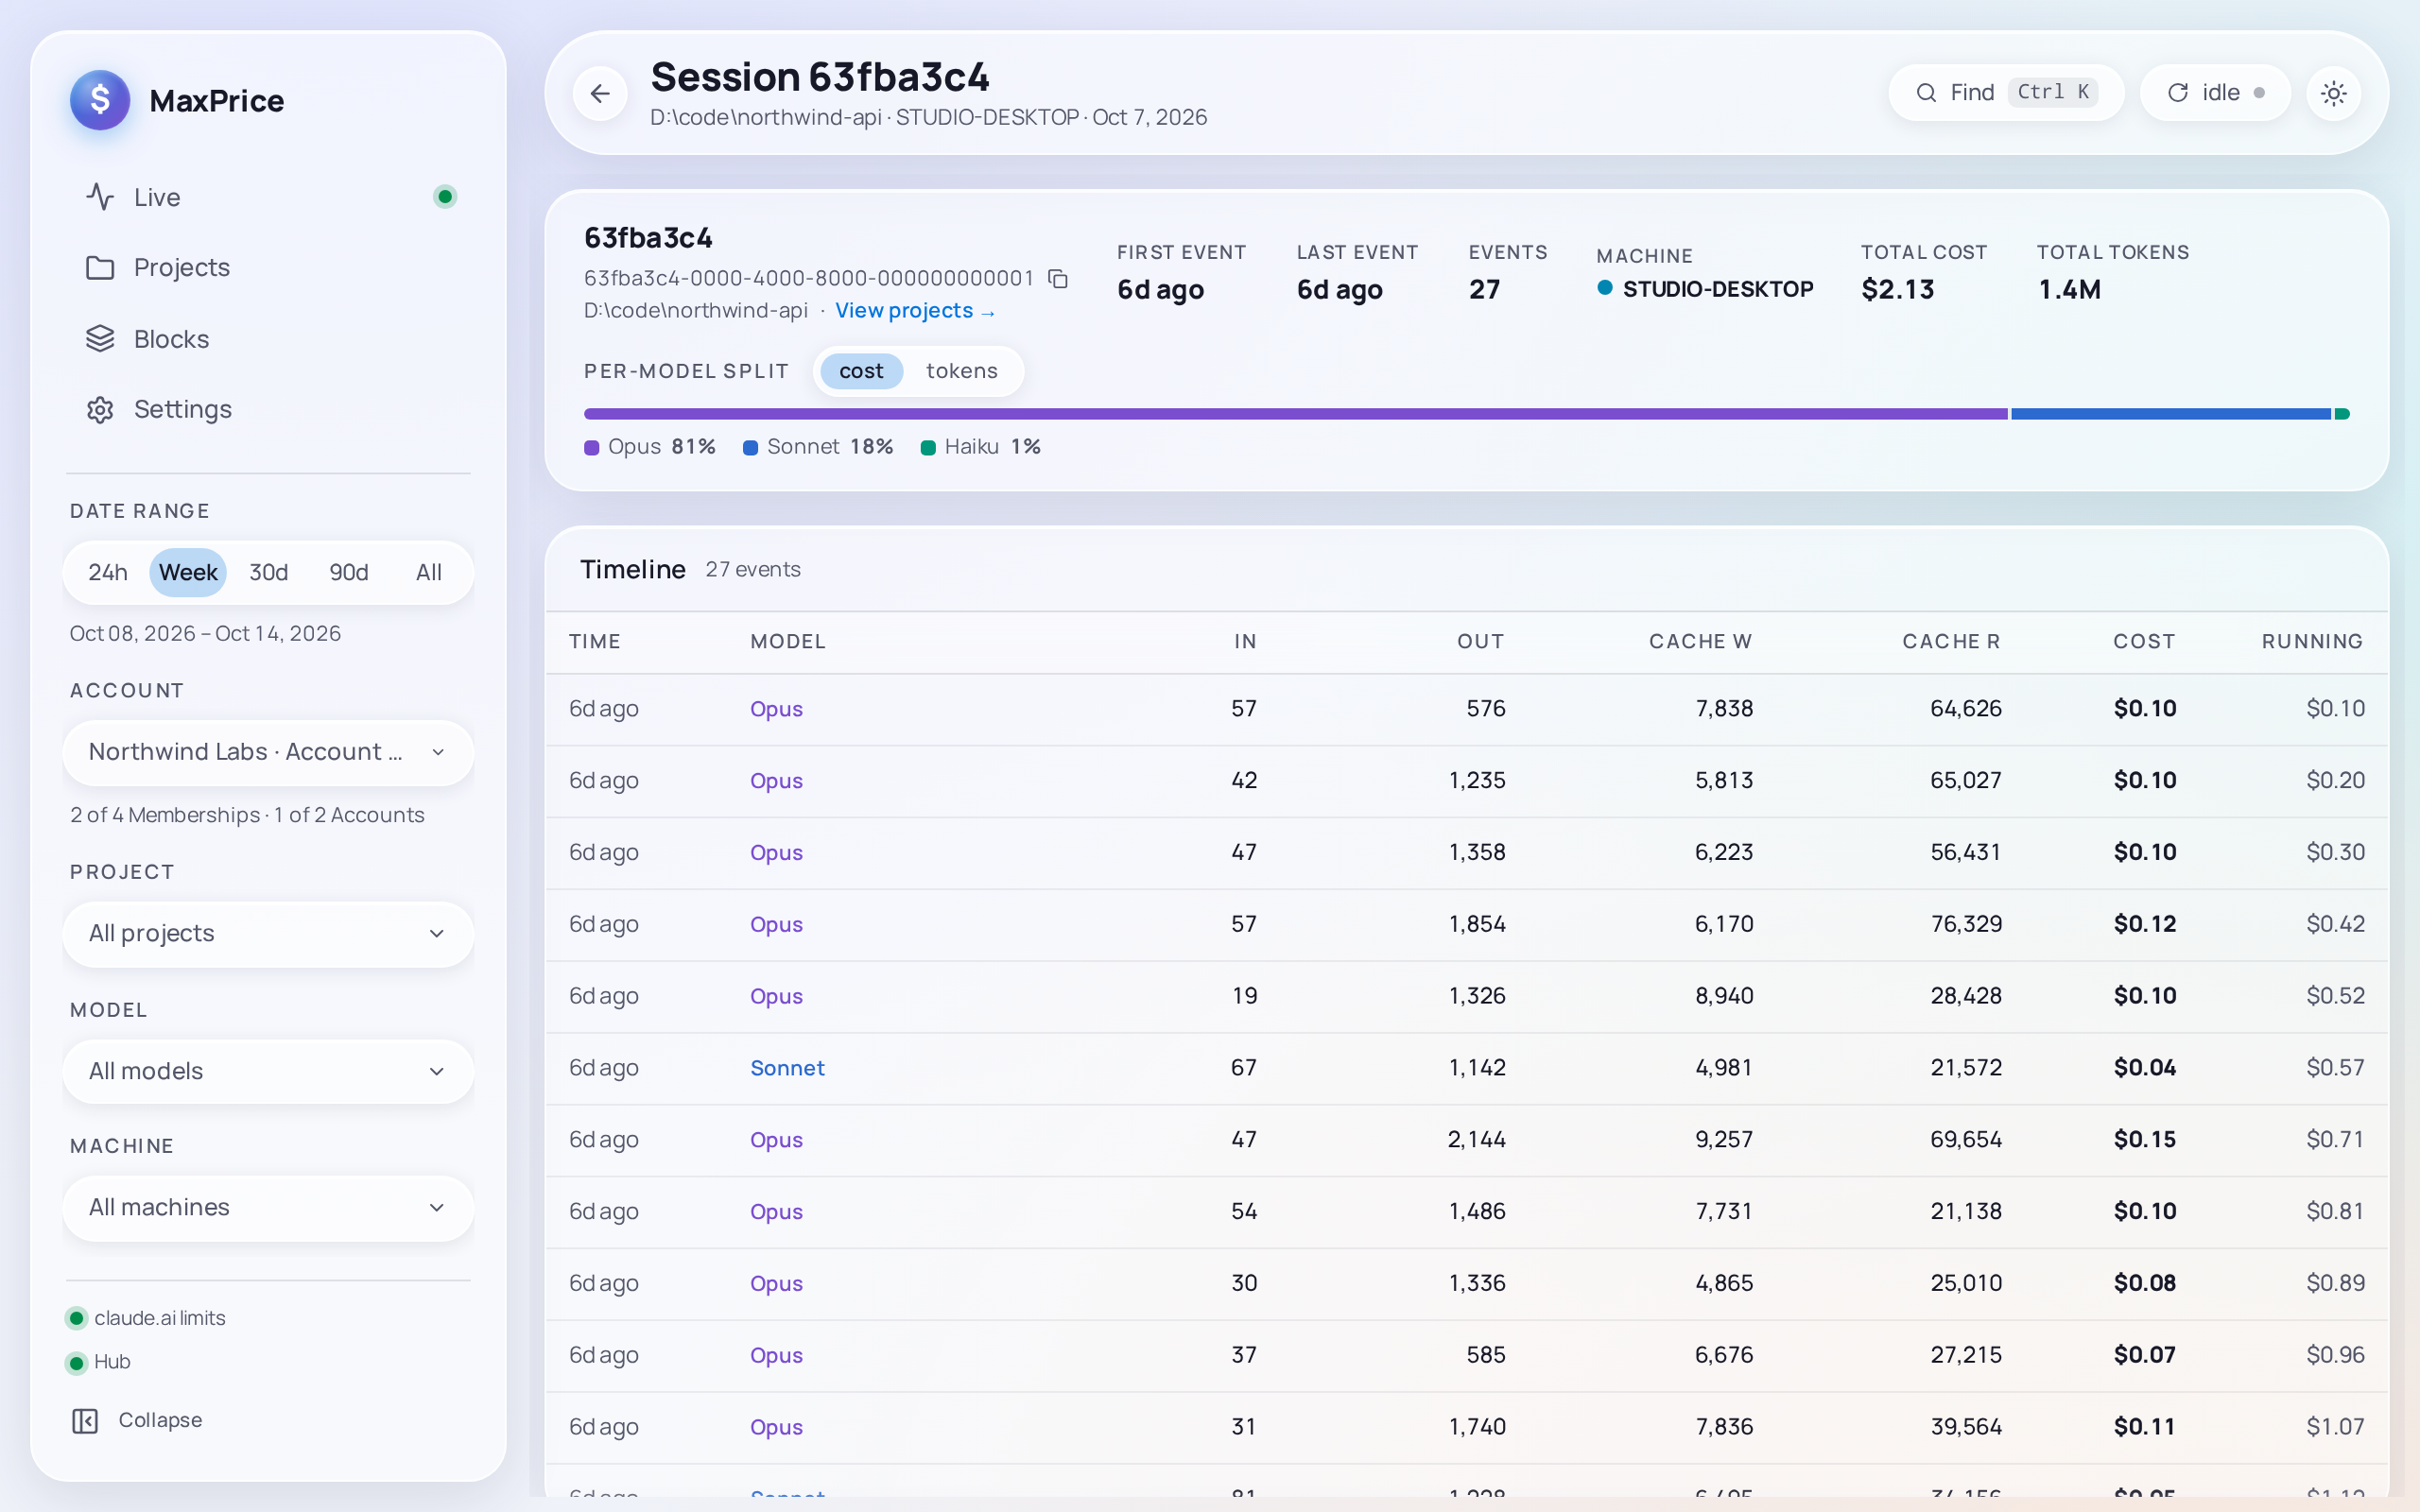 MaxPrice
Live
Projects
Blocks
Settings
DATE RANGE
24h Week 30d 90d All
Oct 08, 2026 – Oct 14, 2026
ACCOUNT
Northwind Labs · Account ...
2 of 4 Memberships · 1 of 2 Accounts
PROJECT
All projects
MODEL
All models
MACHINE
All machines
claude.ai limits
Hub
Collapse
Session 63fba3c4
D:\code\northwind-api · STUDIO-DESKTOP · Oct 7, 2026
Find Ctrl K
idle
63fba3c4
63fba3c4-0000-4000-8000-000000000001
D:\code\northwind-api · View projects →
FIRST EVENT
6d ago
LAST EVENT
6d ago
EVENTS
27
MACHINE
STUDIO-DESKTOP
TOTAL COST
$2.13
TOTAL TOKENS
1.4M
PER-MODEL SPLIT cost tokens
Opus 81% Sonnet 18% Haiku 1%
Timeline 27 events
TIME MODEL IN OUT CACHE W CACHE R COST RUNNING
6d ago Opus 57 576 7,838 64,626 $0.10 $0.10
6d ago Opus 42 1,235 5,813 65,027 $0.10 $0.20
6d ago Opus 47 1,358 6,223 56,431 $0.10 $0.30
6d ago Opus 57 1,854 6,170 76,329 $0.12 $0.42
6d ago Opus 19 1,326 8,940 28,428 $0.10 $0.52
6d ago Sonnet 67 1,142 4,981 21,572 $0.04 $0.57
6d ago Opus 47 2,144 9,257 69,654 $0.15 $0.71
6d ago Opus 54 1,486 7,731 21,138 $0.10 $0.81
6d ago Opus 30 1,336 4,865 25,010 $0.08 $0.89
6d ago Opus 37 585 6,676 27,215 $0.07 $0.96
6d ago Opus 31 1,740 7,836 39,564 $0.11 $1.07
6d ago Sonnet